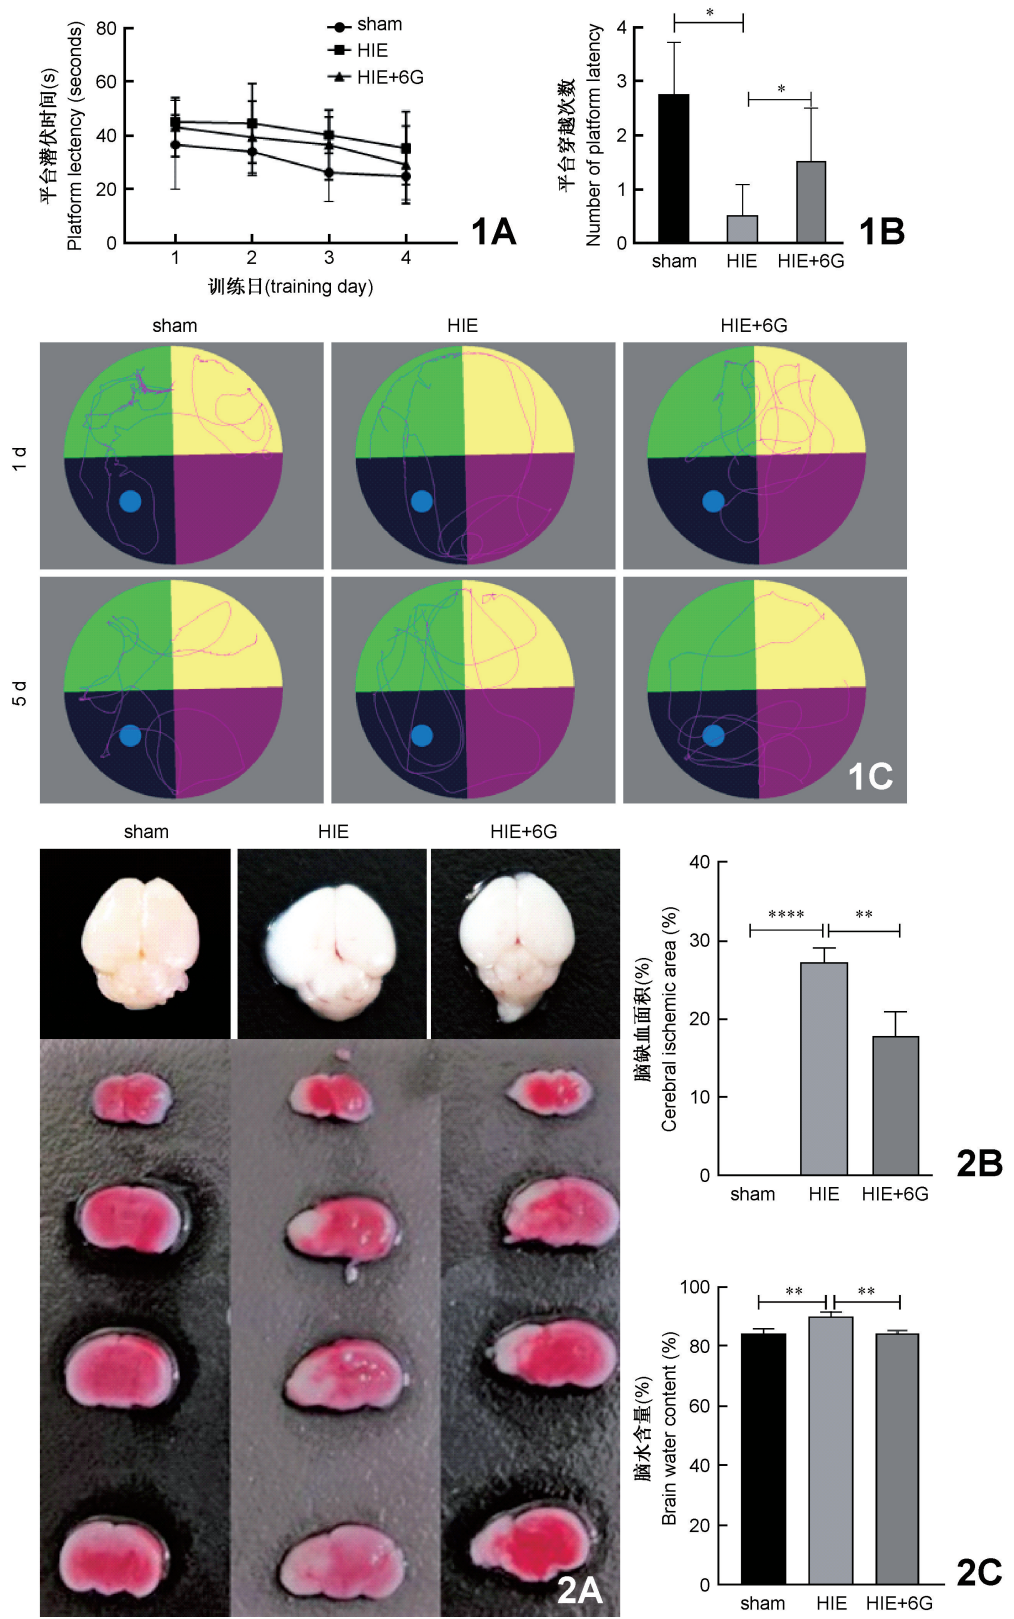 80
60
40
20
0
平台潜伏时间(s)
Platform lectency (seconds)
sham
HIE
HIE+6G
1 2 3 4
训练日(training day)
1A
4
3
2
1
0
平台穿越次数
Number of platform latency
*
*
sham HIE HIE+6G
1B
sham HIE HIE+6G
1 d
5 d
1C
sham HIE HIE+6G
2A
40
30
20
10
0
脑缺血面积(%)
Cerebral ischemic area (%)
**** **
sham HIE HIE+6G
2B
100
80
60
40
20
0
脑水含量(%)
Brain water content (%)
** **
sham HIE HIE+6G
2C